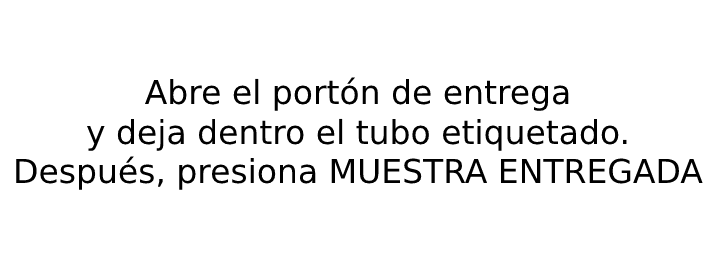 Abre el portón de entrega
y deja dentro el tubo etiquetado.
Después, presiona MUESTRA ENTREGADA